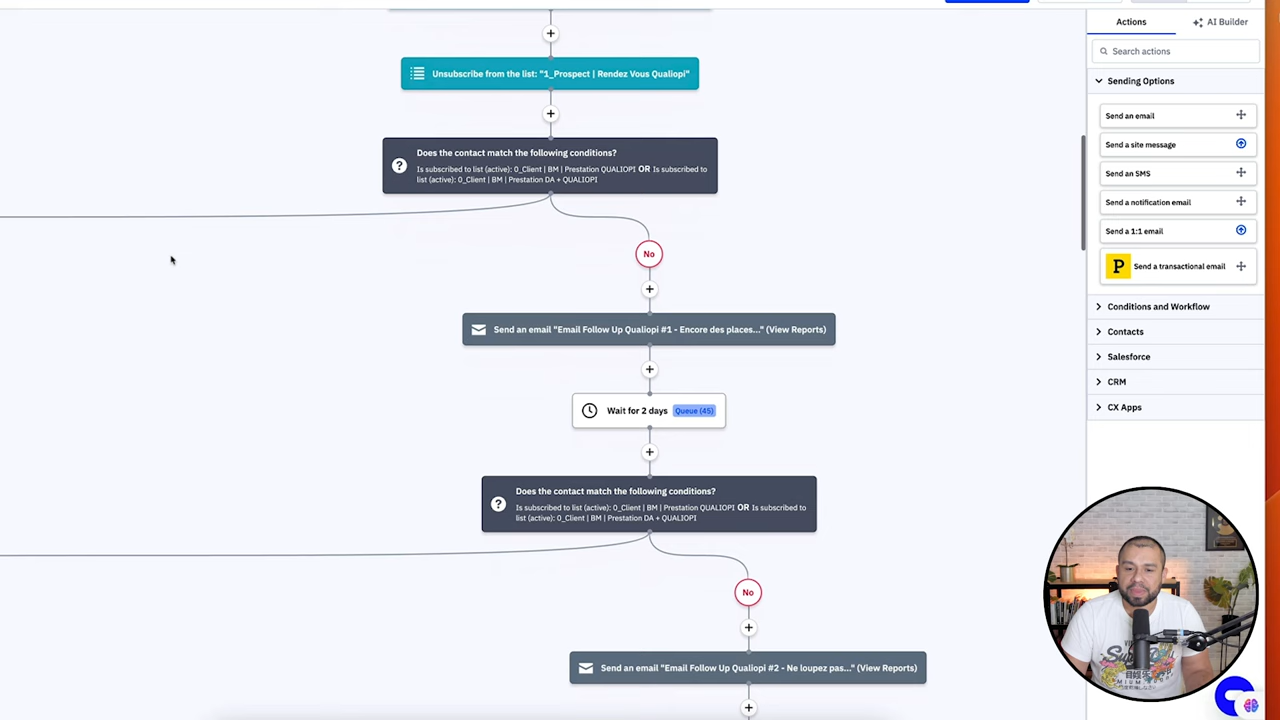 Unsubscribe from the list: "1_Prospect | Rendez Vous Qualiopi"
Does the contact match the following conditions?
Is subscribed to list (active): 0_Client | BM | Prestation QUALIOPI OR Is subscribed to
list (active): 0_Client | BM | Prestation DA + QUALIOPI
No
Send an email "Email Follow Up Qualiopi #1 - Encore des places..." (View Reports)
Wait for 2 days Queue (45)
Does the contact match the following conditions?
Is subscribed to list (active): 0_Client | BM | Prestation QUALIOPI OR Is subscribed to
list (active): 0_Client | BM | Prestation DA + QUALIOPI
No
Send an email "Email Follow Up Qualiopi #2 - Ne loupez pas..." (View Reports)
Actions AI Builder
Search actions
Sending Options
Send an email
Send a site message
Send an SMS
Send a notification email
Send a 1:1 email
P Send a transactional email
Conditions and Workflow
Contacts
Salesforce
CRM
CX Apps